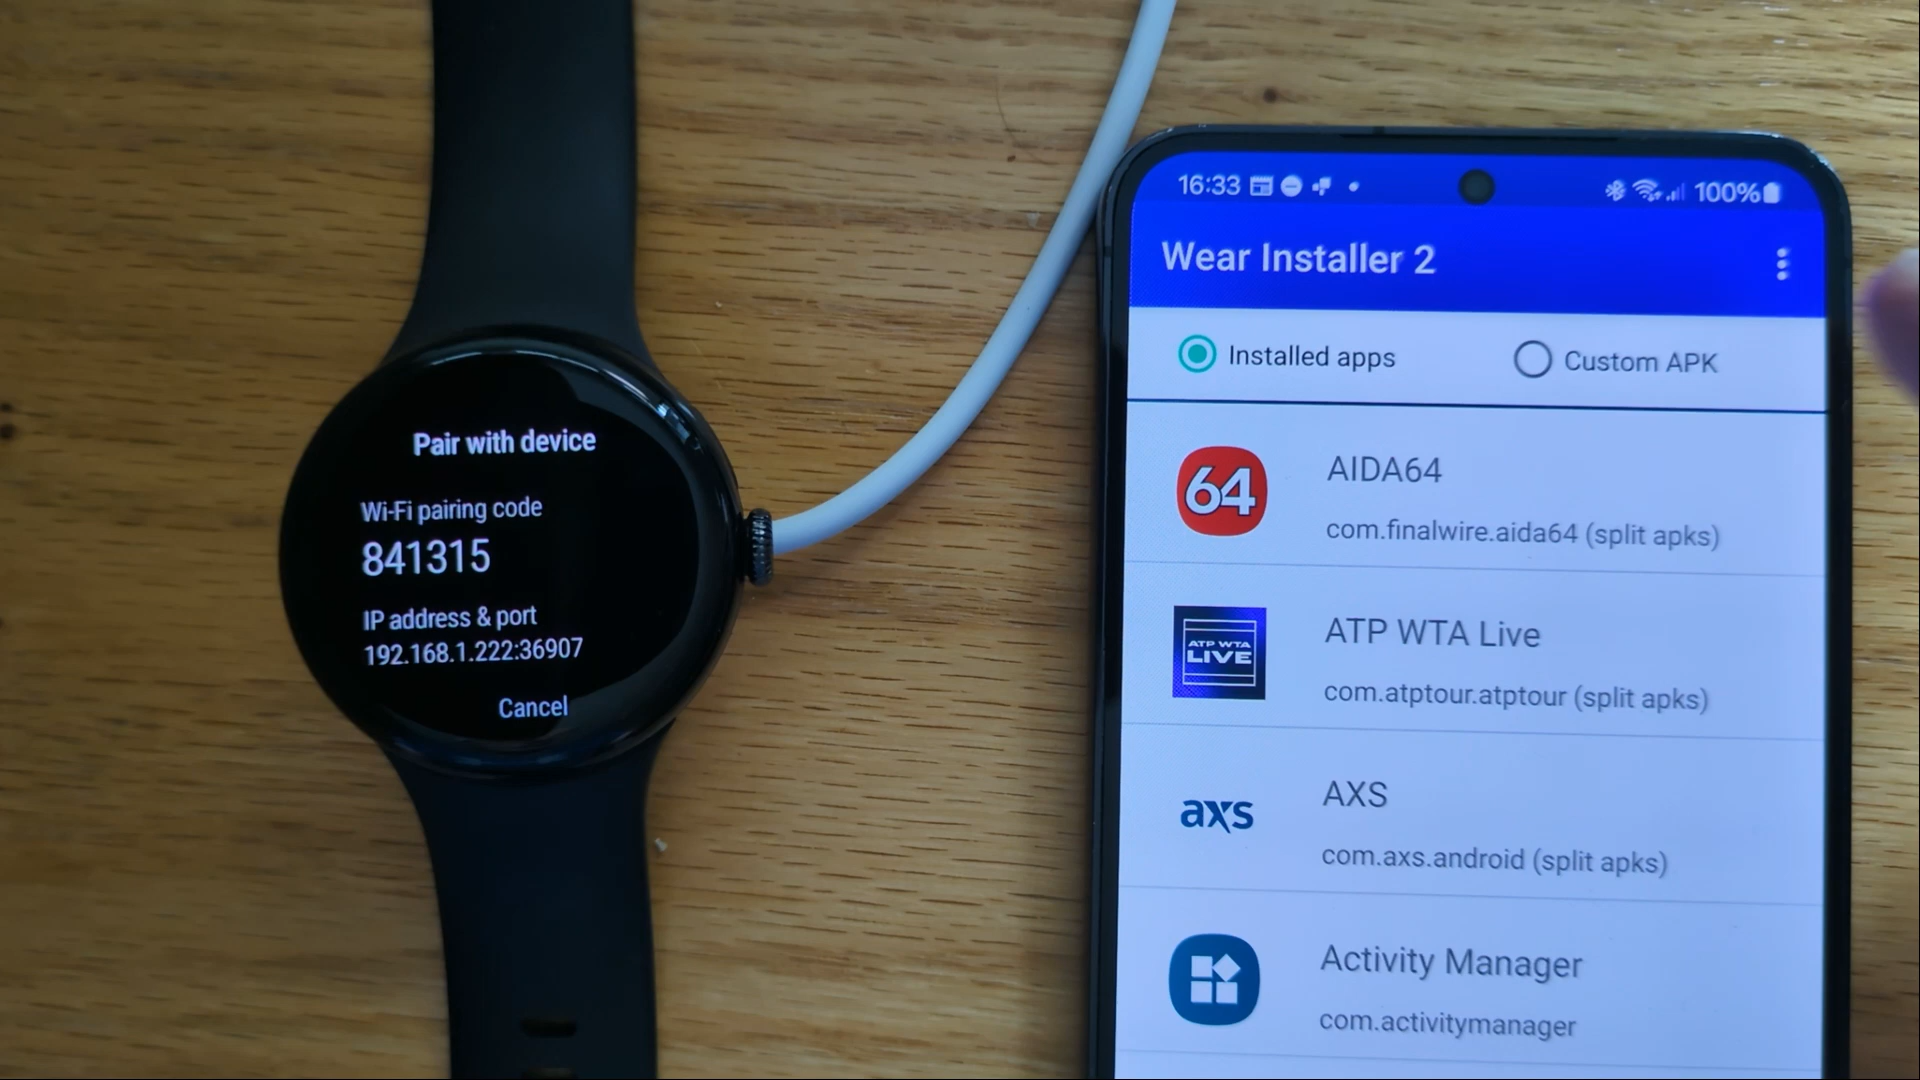 Pair with device
Wi-Fi pairing code
841315
IP address & port
192.168.1.222:36907
Cancel
16:33
100%
Wear Installer 2
Installed apps
Custom APK
64
AIDA64
com.finalwire.aida64 (split apks)
ATP WTA
LIVE
ATP WTA Live
com.atptour.atptour (split apks)
axs
AXS
com.axs.android (split apks)
Activity Manager
com.activitymanager